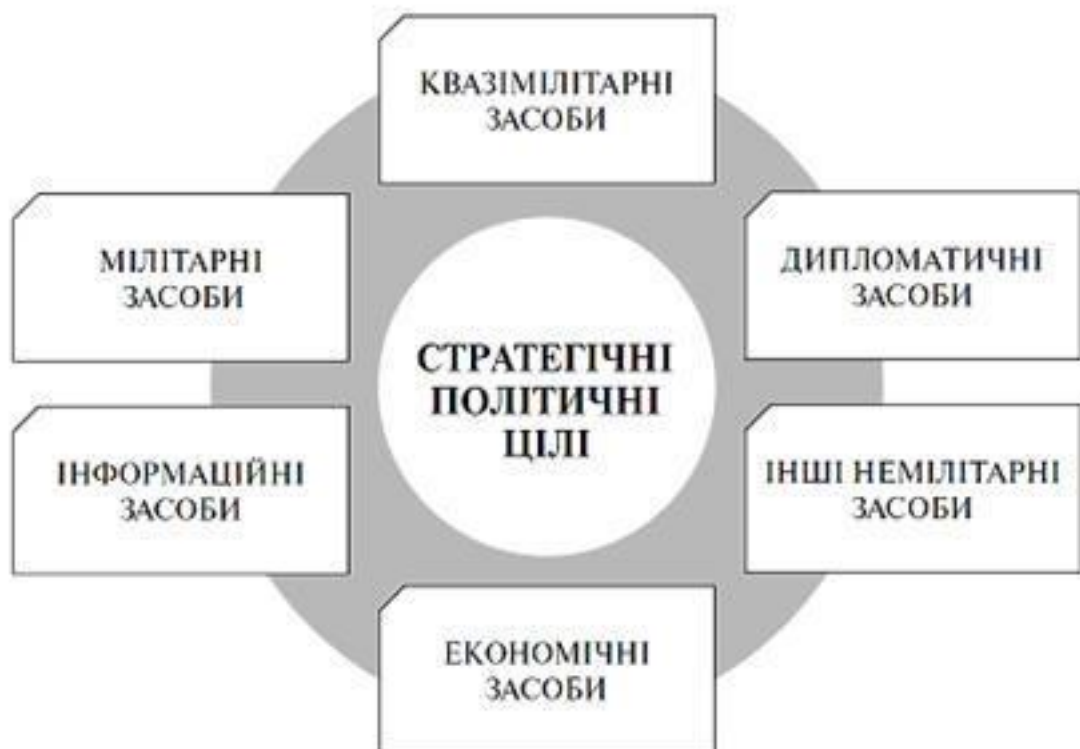 КВАЗІМІЛІТАРНІ
ЗАСОБИ
МІЛІТАРНІ
ЗАСОБИ
ДИПЛОМАТИЧНІ
ЗАСОБИ
СТРАТЕГІЧНІ
ПОЛІТИЧНІ
ЦІЛІ
ІНФОРМАЦІЙНІ
ЗАСОБИ
ІНШІ НЕМІЛІТАРНІ
ЗАСОБИ
ЕКОНОМІЧНІ
ЗАСОБИ